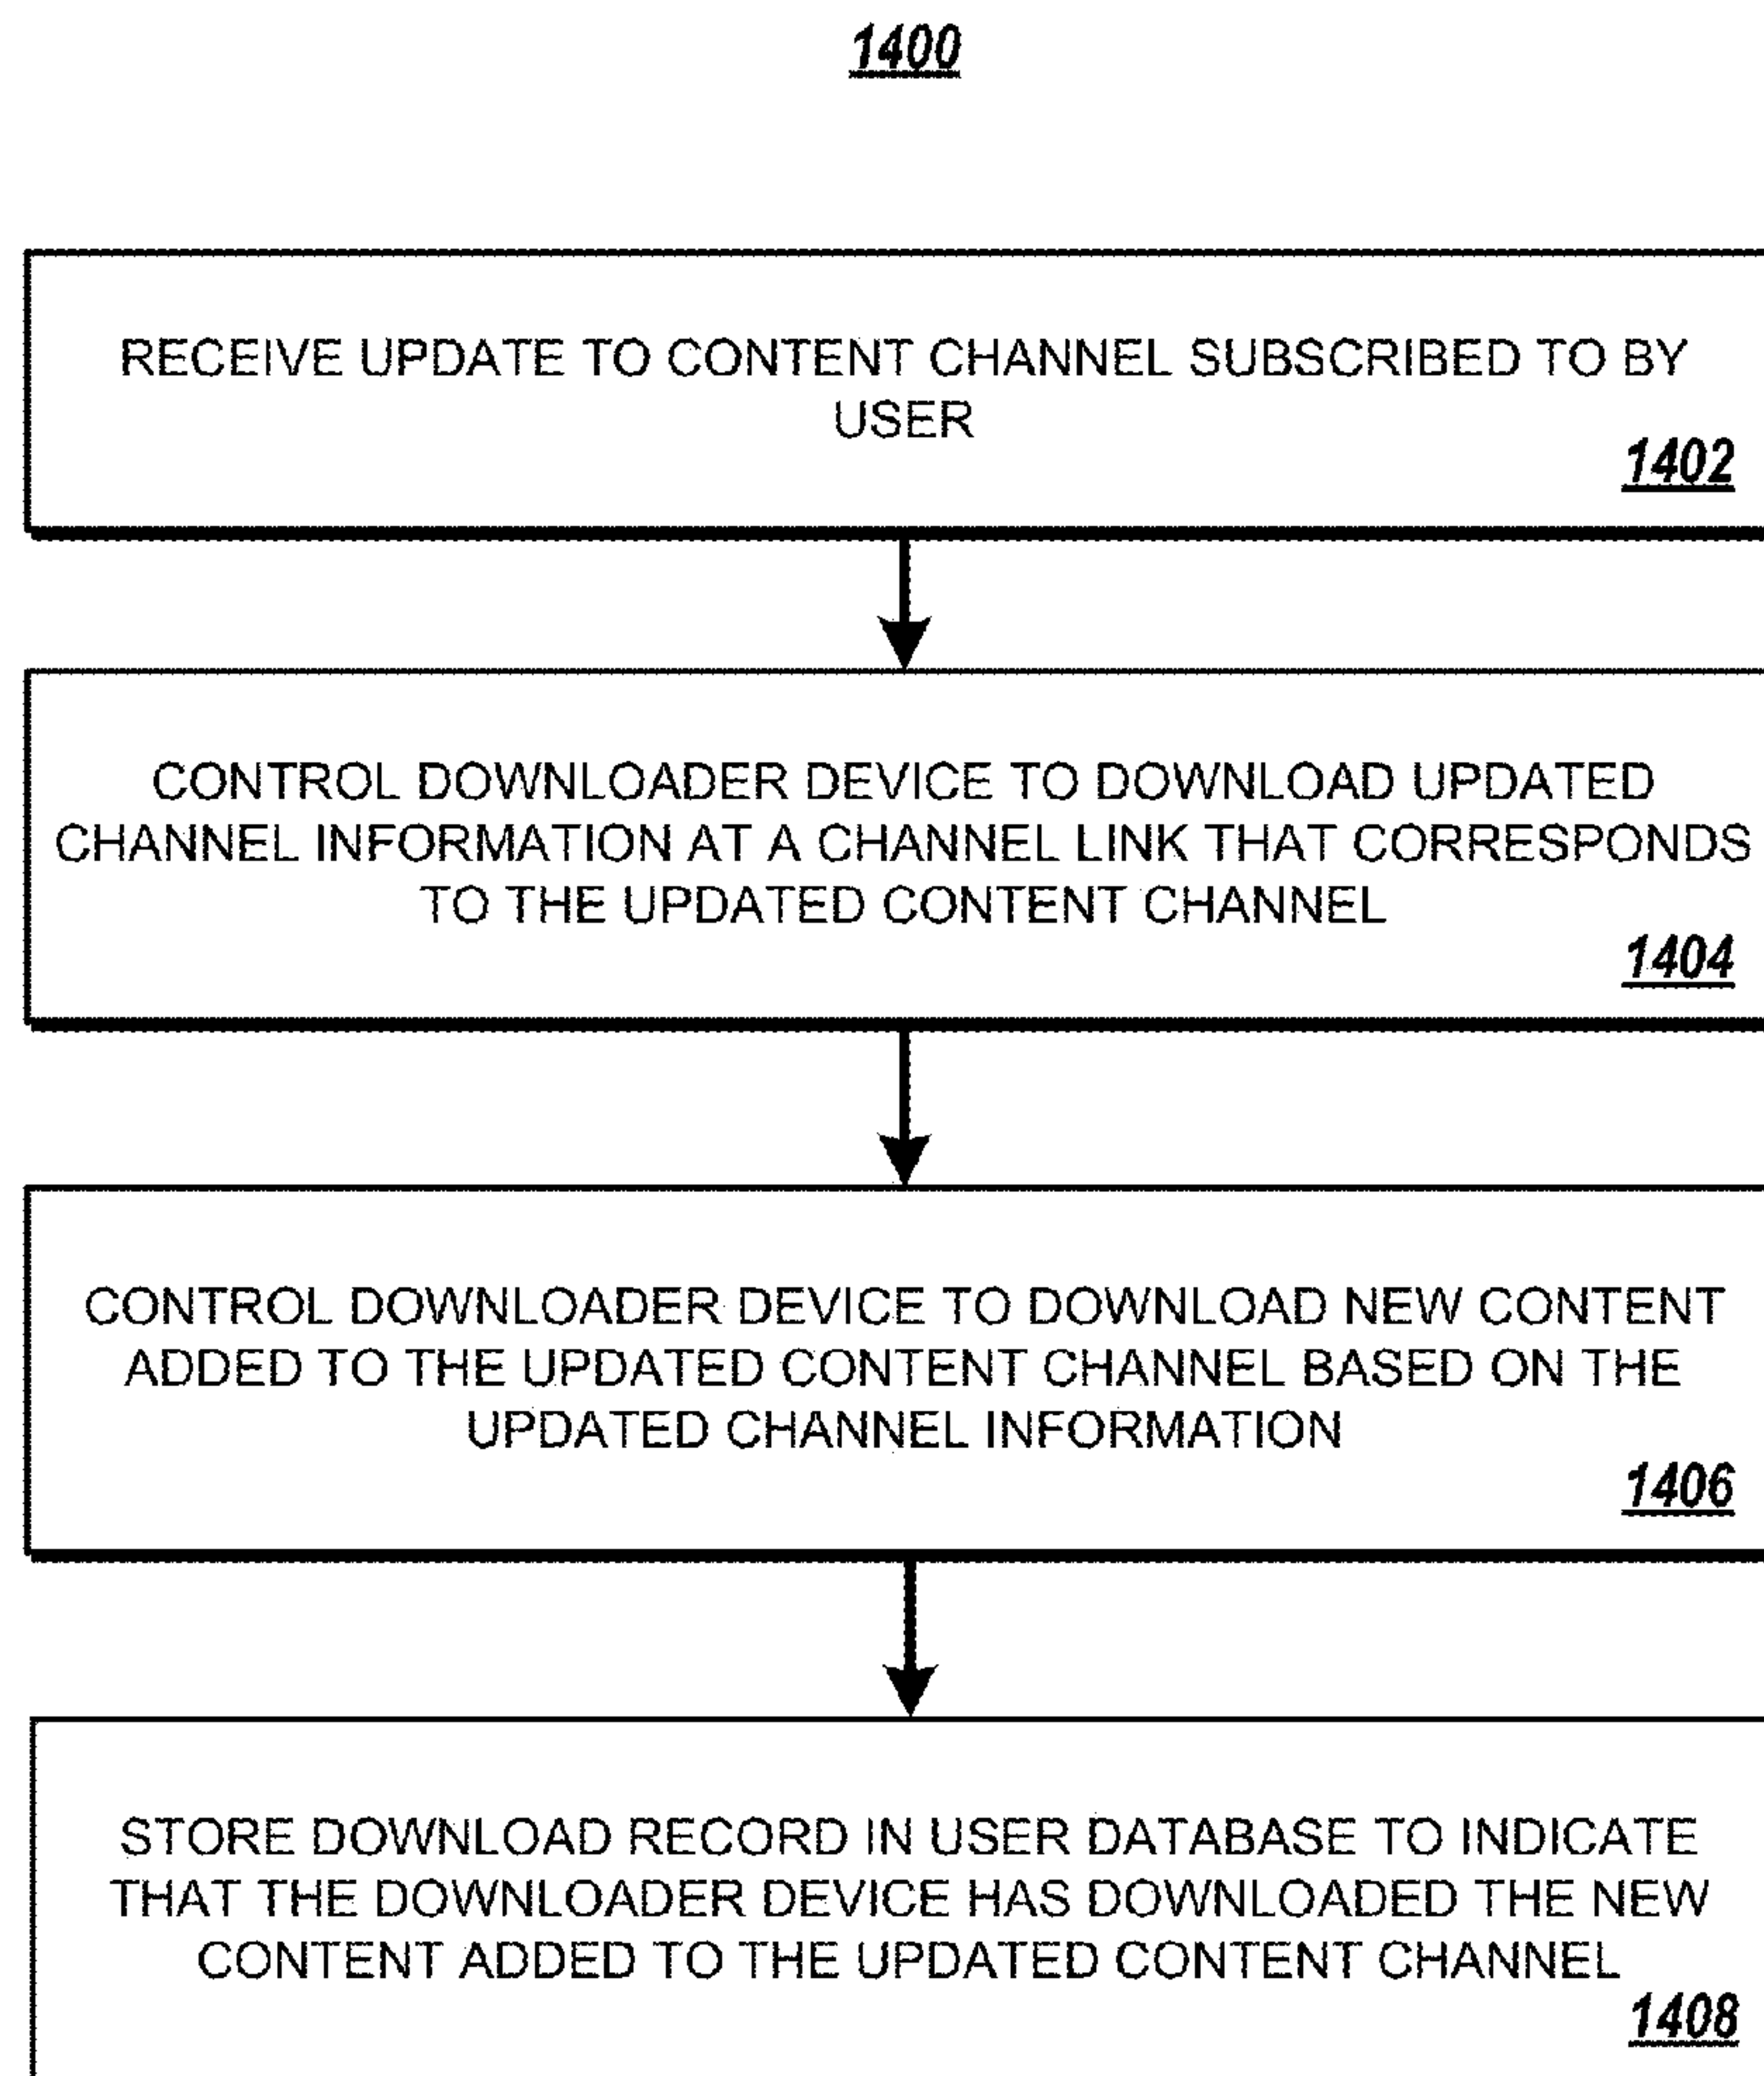 1400
RECEIVE UPDATE TO CONTENT CHANNEL SUBSCRIBED TO BY
USER
1402
CONTROL DOWNLOADER DEVICE TO DOWNLOAD UPDATED
CHANNEL INFORMATION AT A CHANNEL LINK THAT CORRESPONDS
TO THE UPDATED CONTENT CHANNEL
1404
CONTROL DOWNLOADER DEVICE TO DOWNLOAD NEW CONTENT
ADDED TO THE UPDATED CONTENT CHANNEL BASED ON THE
UPDATED CHANNEL INFORMATION
1406
STORE DOWNLOAD RECORD IN USER DATABASE TO INDICATE
THAT THE DOWNLOADER DEVICE HAS DOWNLOADED THE NEW
CONTENT ADDED TO THE UPDATED CONTENT CHANNEL
1408